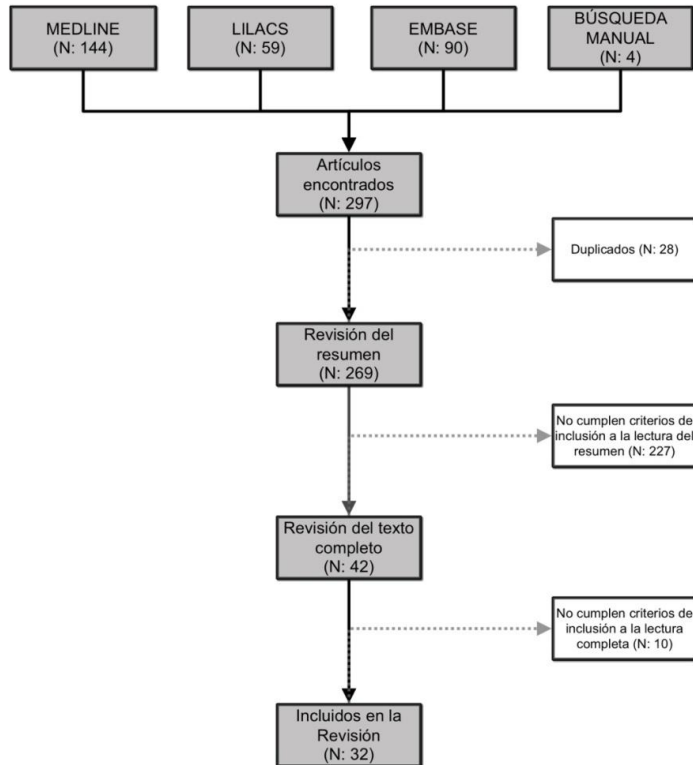 MEDLINE
(N: 144)
LILACS
(N: 59)
EMBASE
(N: 90)
BÚSQUEDA
MANUAL
(N: 4)
Artículos
encontrados
(N: 297)
Duplicados (N: 28)
Revisión del
resumen
(N: 269)
No cumplen criterios de
inclusión a la lectura del
resumen (N: 227)
Revisión del texto
completo
(N: 42)
No cumplen criterios de
inclusión a la lectura
completa (N: 10)
Incluidos en la
Revisión
(N: 32)